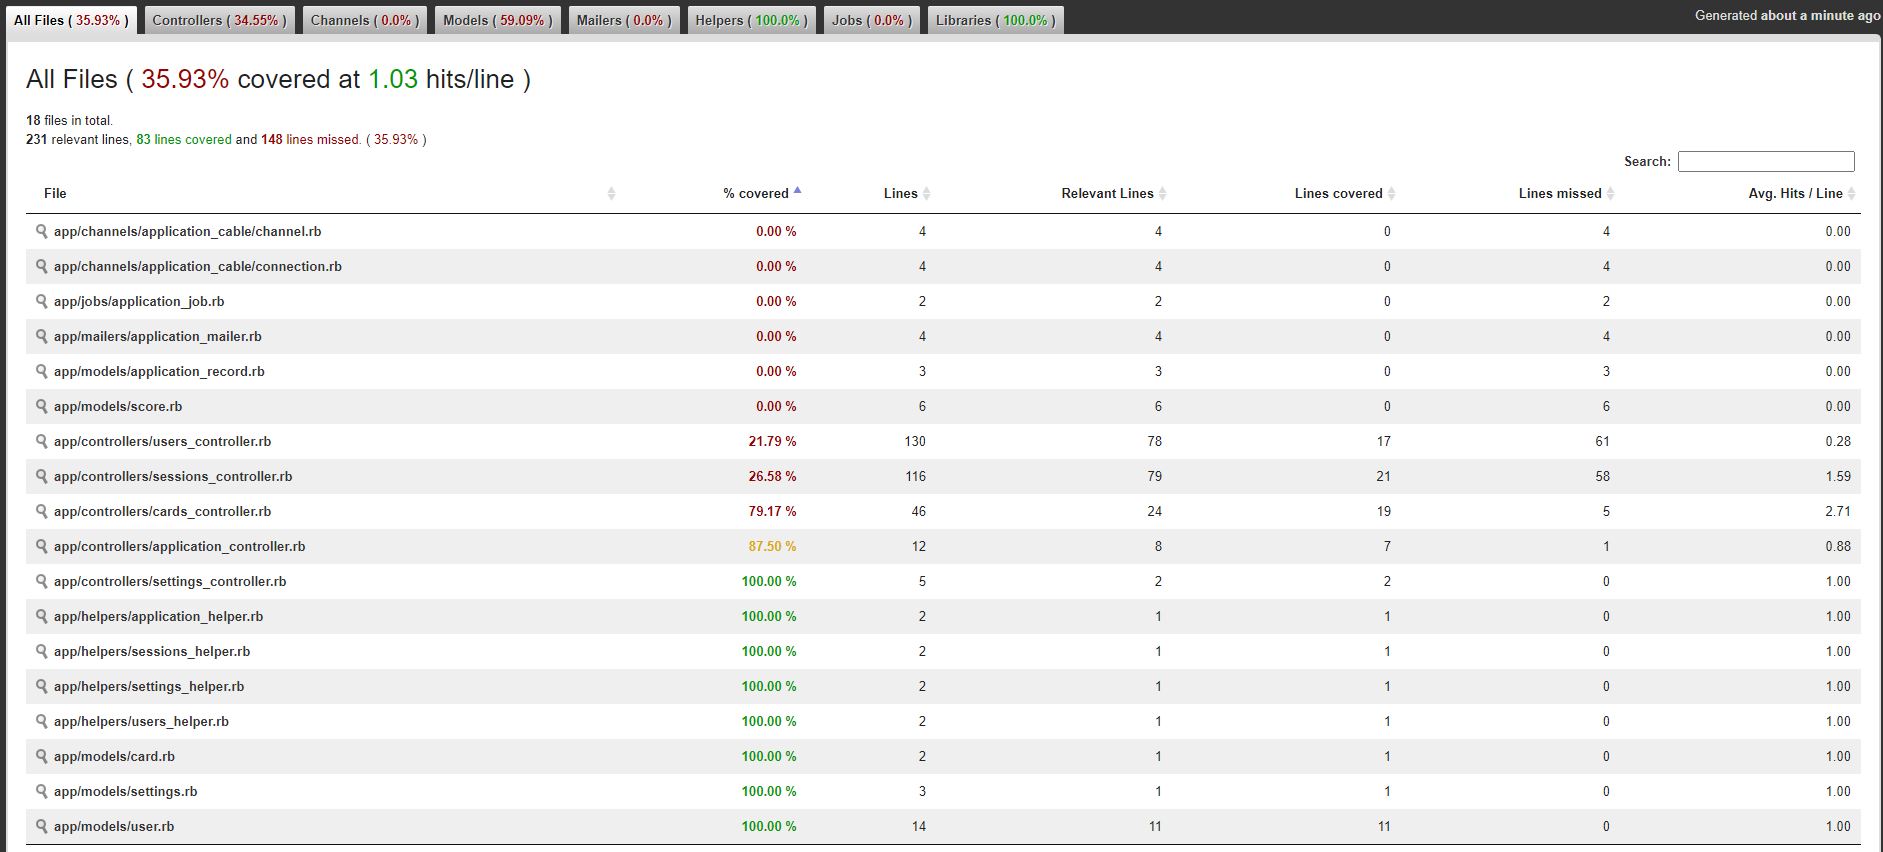 All Files ( 35.93% ) Controllers ( 34.55% ) Channels ( 0.0% ) Models ( 59.09% ) Mailers ( 0.0% ) Helpers ( 100.0% ) Jobs ( 0.0% ) Libraries ( 100.0% ) Generated about a minute ago
All Files ( 35.93% covered at 1.03 hits/line )
18 files in total.
231 relevant lines, 83 lines covered and 148 lines missed. ( 35.93% )
Search:
File % covered Lines Relevant Lines Lines covered Lines missed Avg. Hits / Line
app/channels/application_cable/channel.rb 0.00 % 4 4 0 4 0.00
app/channels/application_cable/connection.rb 0.00 % 4 4 0 4 0.00
app/jobs/application_job.rb 0.00 % 2 2 0 2 0.00
app/mailers/application_mailer.rb 0.00 % 4 4 0 4 0.00
app/models/application_record.rb 0.00 % 3 3 0 3 0.00
app/models/score.rb 0.00 % 6 6 0 6 0.00
app/controllers/users_controller.rb 21.79 % 130 78 17 61 0.28
app/controllers/sessions_controller.rb 26.58 % 116 79 21 58 1.59
app/controllers/cards_controller.rb 79.17 % 46 24 19 5 2.71
app/controllers/application_controller.rb 87.50 % 12 8 7 1 0.88
app/controllers/settings_controller.rb 100.00 % 5 2 2 0 1.00
app/helpers/application_helper.rb 100.00 % 2 1 1 0 1.00
app/helpers/sessions_helper.rb 100.00 % 2 1 1 0 1.00
app/helpers/settings_helper.rb 100.00 % 2 1 1 0 1.00
app/helpers/users_helper.rb 100.00 % 2 1 1 0 1.00
app/models/card.rb 100.00 % 2 1 1 0 1.00
app/models/settings.rb 100.00 % 3 1 1 0 1.00
app/models/user.rb 100.00 % 14 11 11 0 1.00